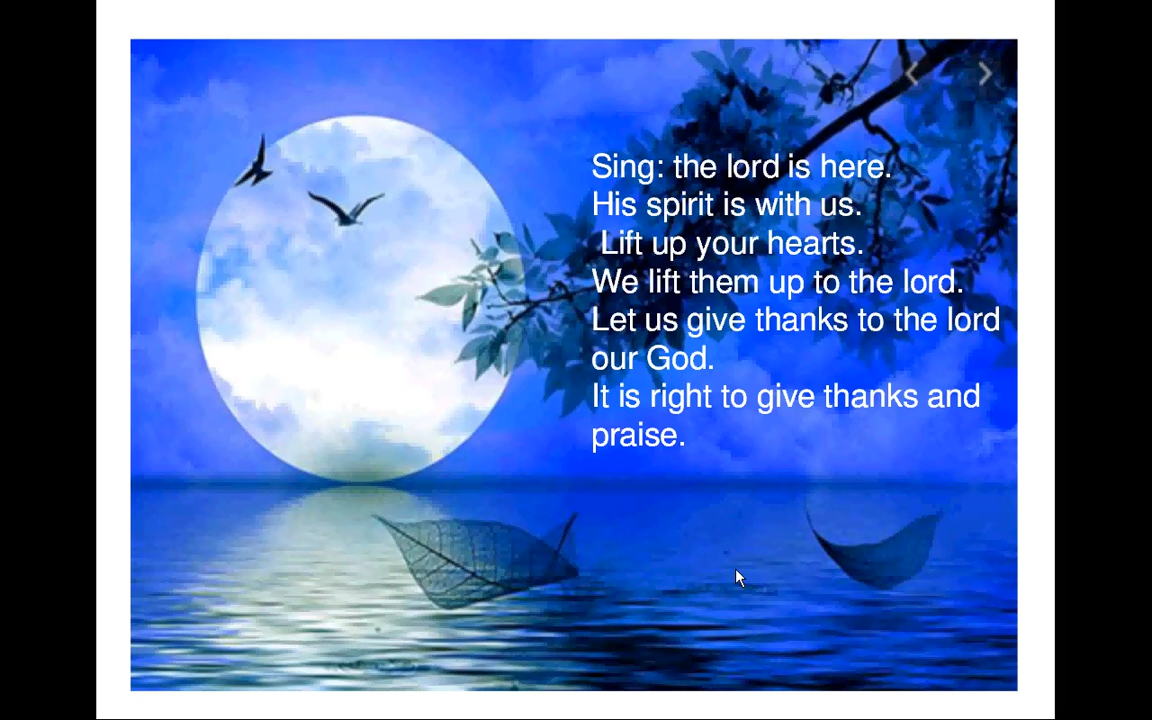 Sing: the lord is here.
His spirit is with us.
Lift up your hearts.
We lift them up to the lord.
Let us give thanks to the lord
our God.
It is right to give thanks and
praise.